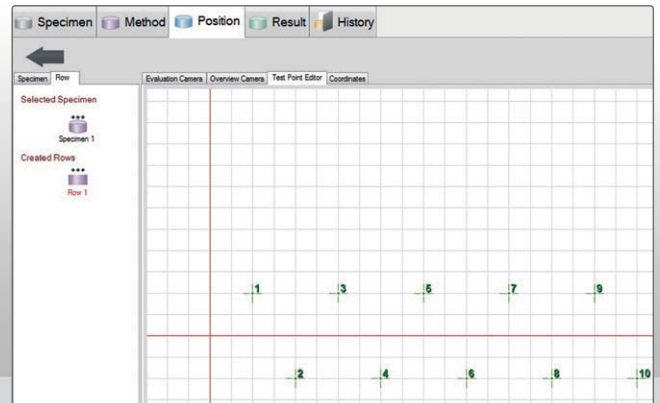 Specimen Method Position Result History
Specimen Row Evaluation Camera Overview Camera Test Point Editor Coordinates
Selected Specimen
Specimen 1
Created Rows
Row 1
1 3 5 7 9
2 4 6 8 10